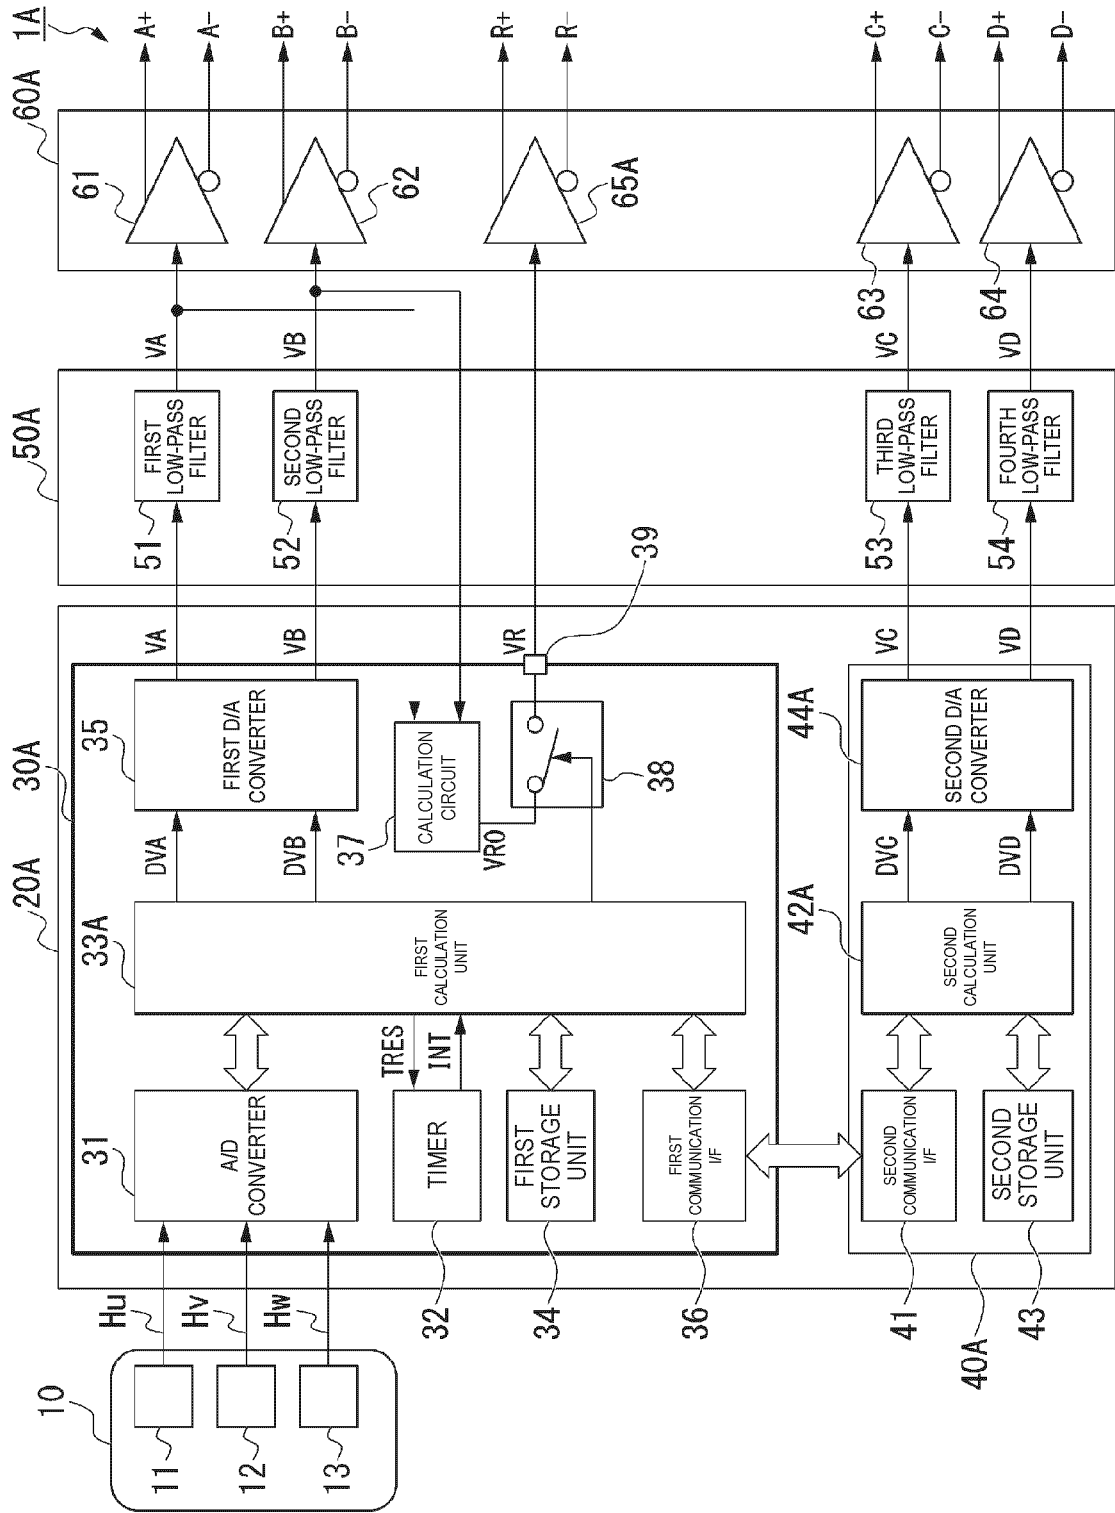 1A
10
11
12
13
Hu
Hv
Hw
20A
30A
31
A/D
CONVERTER
32
TIMER
TRES
INT
34
FIRST
STORAGE
UNIT
36
FIRST
COMMUNICATION
I/F
33A
FIRST
CALCULATION
UNIT
DVA
DVB
35
FIRST D/A
CONVERTER
37
CALCULATION
CIRCUIT
VR0
38
39
VR
VA
VB
40A
41
SECOND
COMMUNICATION
I/F
43
SECOND
STORAGE
UNIT
42A
SECOND
CALCULATION
UNIT
DVC
DVD
44A
SECOND D/A
CONVERTER
VC
VD
50A
51
FIRST
LOW-PASS
FILTER
52
SECOND
LOW-PASS
FILTER
53
THIRD
LOW-PASS
FILTER
54
FOURTH
LOW-PASS
FILTER
VA
VB
VC
VD
60A
61
62
65A
63
64
A+
A-
B+
B-
R+
R-
C+
C-
D+
D-